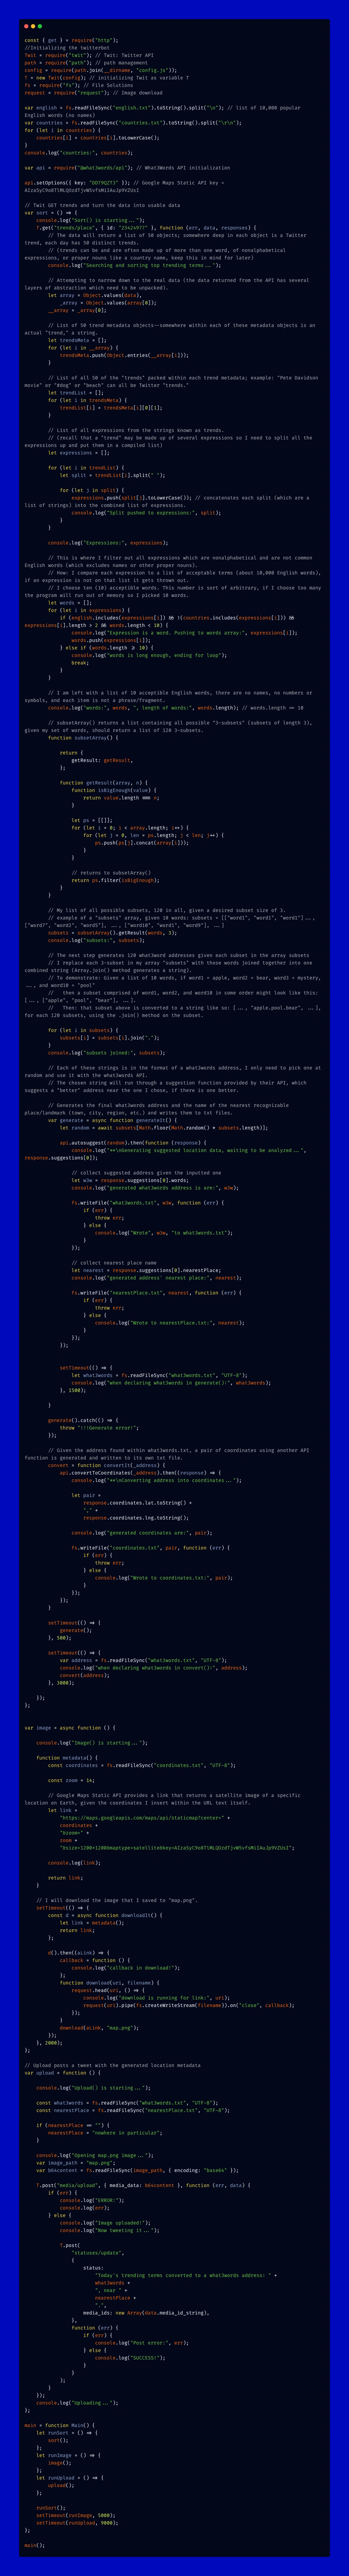 const { get } = require("http");
//Initializing the twitterbot
Twit = require("twit"); // Twit: Twitter API
path = require("path"); // path management
config = require(path.join(__dirname, "config.js"));
T = new Twit(config); // initializing Twit as variable T
fs = require("fs"); // File Selections
request = require("request"); // Image download
var english = fs.readFileSync("english.txt").toString().split("\n"); // list of 10,000 popular
English words (no names)
var countries = fs.readFileSync("countries.txt").toString().split("\r\n");
for (let i in countries) {
countries[i] = countries[i].toLowerCase();
}
console.log("countries:", countries);
var api = require("@what3words/api"); // What3Words API initialization
api.setOptions({ key: }); // Google Maps Static API key =
// Twit GET trends and turn the data into usable data
var sort = () => {
console.log("Sort() is starting...");
T.get("trends/place", { id: "23424977" }, function (err, data, response) {
// The data will return a list of 50 objects; somewhere deep in each object is a Twitter
trend, each day has 50 distinct trends.
// (trends can be and are often made up of more than one word, of nonalphabetical
expressions, or proper nouns like a country name, keep this in mind for later)
console.log("Searching and sorting top trending terms...");
// Attempting to narrow down to the real data (the data returned from the API has several
layers of abstraction which need to be unpacked).
let array = Object.values(data),
_array = Object.values(array[0]);
__array = _array[0];
// List of 50 trend metadata objects--somewhere within each of these metadata objects is an
actual "trend," a string.
let trendsMeta = [];
for (let i in __array) {
trendsMeta.push(Object.entries(__array[i]));
}
// List of all 50 of the "trends" packed within each trend metadata; example: "Pete Davidson
movie" or "#dog" or "beach" can all be Twitter "trends."
let trendList = [];
for (let i in trendsMeta) {
trendList[i] = trendsMeta[i][0][1];
}
// List of all expressions in the strings known as trends.
// (recall that a "trend" may be made up of several expressions so I need to split all the
expressions up and put them in a compiled list)
let expressions = [];
for (let i in trendList) {
let split = trendList[i].split(" ");
for (let j in split) {
expressions.push(split[j].toLowerCase()); // concatenates each split (which are a
list of strings) into the combined list of expressions.
console.log("Split pushed to expressions:", split);
}
}
console.log("Expressions:", expressions);
// This is where I filter out all expressions which are nonalphabetical and are not common
English words (which excludes names or other proper nouns).
// How: I compare each expression to a list of acceptable terms (about 10,000 English words),
if an expression is not on that list it gets thrown out.
// I choose ten (10) acceptable words. This number is sort of arbitrary, if I choose too many
the program will run out of memory so I picked 10 words.
let words = [];
for (let i in expressions) {
if (english.includes(expressions[i]) && !(countries.includes(expressions[i])) &&
expressions[i].length > 2 && words.length < 10) {
console.log("Expression is a word. Pushing to words array:", expressions[i]);
words.push(expressions[i]);
} else if (words.length >= 10) {
console.log("words is long enough, ending for loop");
break;
}
}
// I am left with a list of 10 acceptible English words, there are no names, no numbers or
symbols, and each item is not a phrase/fragment.
console.log("words:", words, ", length of words:", words.length); // words.length == 10
// subsetArray() returns a list containing all possible "3-subsets" (subsets of length 3),
given my set of words, should return a list of 120 3-subsets.
function subsetArray() {
return {
getResult: getResult,
};
function getResult(array, n) {
function isBigEnough(value) {
return value.length === n;
}
let ps = [[]];
for (let i = 0; i < array.length; i++) {
for (let j = 0, len = ps.length; j < len; j++) {
ps.push(ps[j].concat(array[i]));
}
}
// returns to subsetArray()
return ps.filter(isBigEnough);
}
}
// My list of all possible subsets, 120 in all, given a desired subset size of 3.
// example of a "subsets" array, given 10 words: subsets = [["word1", "word1", "word1"]...,
["word7", "word2", "word5"], ..., ["word10", "word1", "word9"], ...]
subsets = subsetArray().getResult(words, 3);
console.log("subsets:", subsets);
// The next step generates 120 what3word addresses given each subset in the array subsets
// I replace each 3-subset in my array "subsets" with these words joined together into one
combined string (Array.join() method generates a string).
// To demonstrate: Given a list of 10 words, if word1 = apple, word2 = bear, word3 = mystery,
..., and word10 = "pool"
// then a subset comprised of word1, word2, and word10 in some order might look like this:
[..., ["apple", "pool", "bear"], ...].
// Then: that subset above is converted to a string like so: [..., "apple.pool.bear", ...],
for each 120 subsets, using the .join() method on the subset.
for (let i in subsets) {
subsets[i] = subsets[i].join(".");
}
console.log("subsets joined:", subsets);
// Each of these strings is in the format of a what3words address, I only need to pick one at
random and use it with the what3words API.
// The chosen string will run through a suggestion function provided by their API, which
suggests a "better" address near the one I chose, if there is one better.
// Generates the final what3words address and the name of the nearest recognizable
place/landmark (town, city, region, etc.) and writes them to txt files.
var generate = async function generateIt() {
let random = await subsets[Math.floor(Math.random() * subsets.length)];
api.autosuggest(random).then(function (response) {
console.log("**\nGenerating suggested location data, waiting to be analyzed...",
response.suggestions[0]);
// collect suggested address given the inputted one
let w3w = response.suggestions[0].words;
console.log("generated what3words address is are:", w3w);
fs.writeFile("what3words.txt", w3w, function (err) {
if (err) {
throw err;
} else {
console.log("Wrote", w3w, "to what3words.txt");
}
});
// collect nearest place name
let nearest = response.suggestions[0].nearestPlace;
console.log("generated address' nearest place:", nearest);
fs.writeFile("nearestPlace.txt", nearest, function (err) {
if (err) {
throw err;
} else {
console.log("Wrote to nearestPlace.txt:", nearest);
}
});
});
setTimeout(() => {
let what3words = fs.readFileSync("what3words.txt", "UTF-8");
console.log("when declaring what3words in generate():", what3words);
}, 1500);
}
generate().catch(() => {
throw "!!!Generate error!";
});
// Given the address found within what3words.txt, a pair of coordinates using another API
function is generated and written to its own txt file.
convert = function convertIt(_address) {
api.convertToCoordinates(_address).then((response) => {
console.log("**\nConverting address into coordinates...");
let pair =
response.coordinates.lat.toString() +
"," +
response.coordinates.lng.toString();
console.log("generated coordinates are:", pair);
fs.writeFile("coordinates.txt", pair, function (err) {
if (err) {
throw err;
} else {
console.log("Wrote to coordinates.txt:", pair);
}
});
});
}
setTimeout(() => {
generate();
}, 500);
setTimeout(() => {
var address = fs.readFileSync("what3words.txt", "UTF-8");
console.log("when declaring what3words in convert():", address);
convert(address);
}, 3000);
});
};
var image = async function () {
console.log("Image() is starting...");
function metadata() {
const coordinates = fs.readFileSync("coordinates.txt", "UTF-8");
const zoom = 14;
// Google Maps Static API provides a link that returns a satellite image of a specific
location on Earth, given the coordinates I insert within the URL text itself.
let link =
"https://maps.googleapis.com/maps/api/staticmap?center=" +
coordinates +
"&zoom=" +
zoom +
console.log(link);
return link;
}
// I will download the image that I saved to "map.png".
setTimeout(() => {
const d = async function downloadIt() {
let link = metadata();
return link;
};
d().then((aLink) => {
callback = function () {
console.log("callback in download!");
};
function download(uri, filename) {
request.head(uri, () => {
console.log("download is running for link:", uri);
request(uri).pipe(fs.createWriteStream(filename)).on("close", callback);
});
}
download(aLink, "map.png");
});
}, 2000);
};
// Upload posts a tweet with the generated location metadata
var upload = function () {
console.log("Upload() is starting...");
const what3words = fs.readFileSync("what3words.txt", "UTF-8");
const nearestPlace = fs.readFileSync("nearestPlace.txt", "UTF-8");
if (nearestPlace == "") {
nearestPlace = "nowhere in particular";
}
console.log("Opening map.png image...");
var image_path = "map.png";
var b64content = fs.readFileSync(image_path, { encoding: "base64" });
T.post("media/upload", { media_data: b64content }, function (err, data) {
if (err) {
console.log("ERROR:");
console.log(err);
} else {
console.log("Image uploaded!");
console.log("Now tweeting it...");
T.post(
"statuses/update",
{
status:
"Today's trending terms converted to a what3words address: " +
what3words +
", near " +
nearestPlace +
".",
media_ids: new Array(data.media_id_string),
},
function (err) {
if (err) {
console.log("Post error:", err);
} else {
console.log("SUCCESS!");
}
}
);
}
});
console.log("Uploading...");
};
main = function Main() {
let runSort = () => {
sort();
};
let runImage = () => {
image();
};
let runUpload = () => {
upload();
};
runSort();
setTimeout(runImage, 5000);
setTimeout(runUpload, 9000);
};
main();